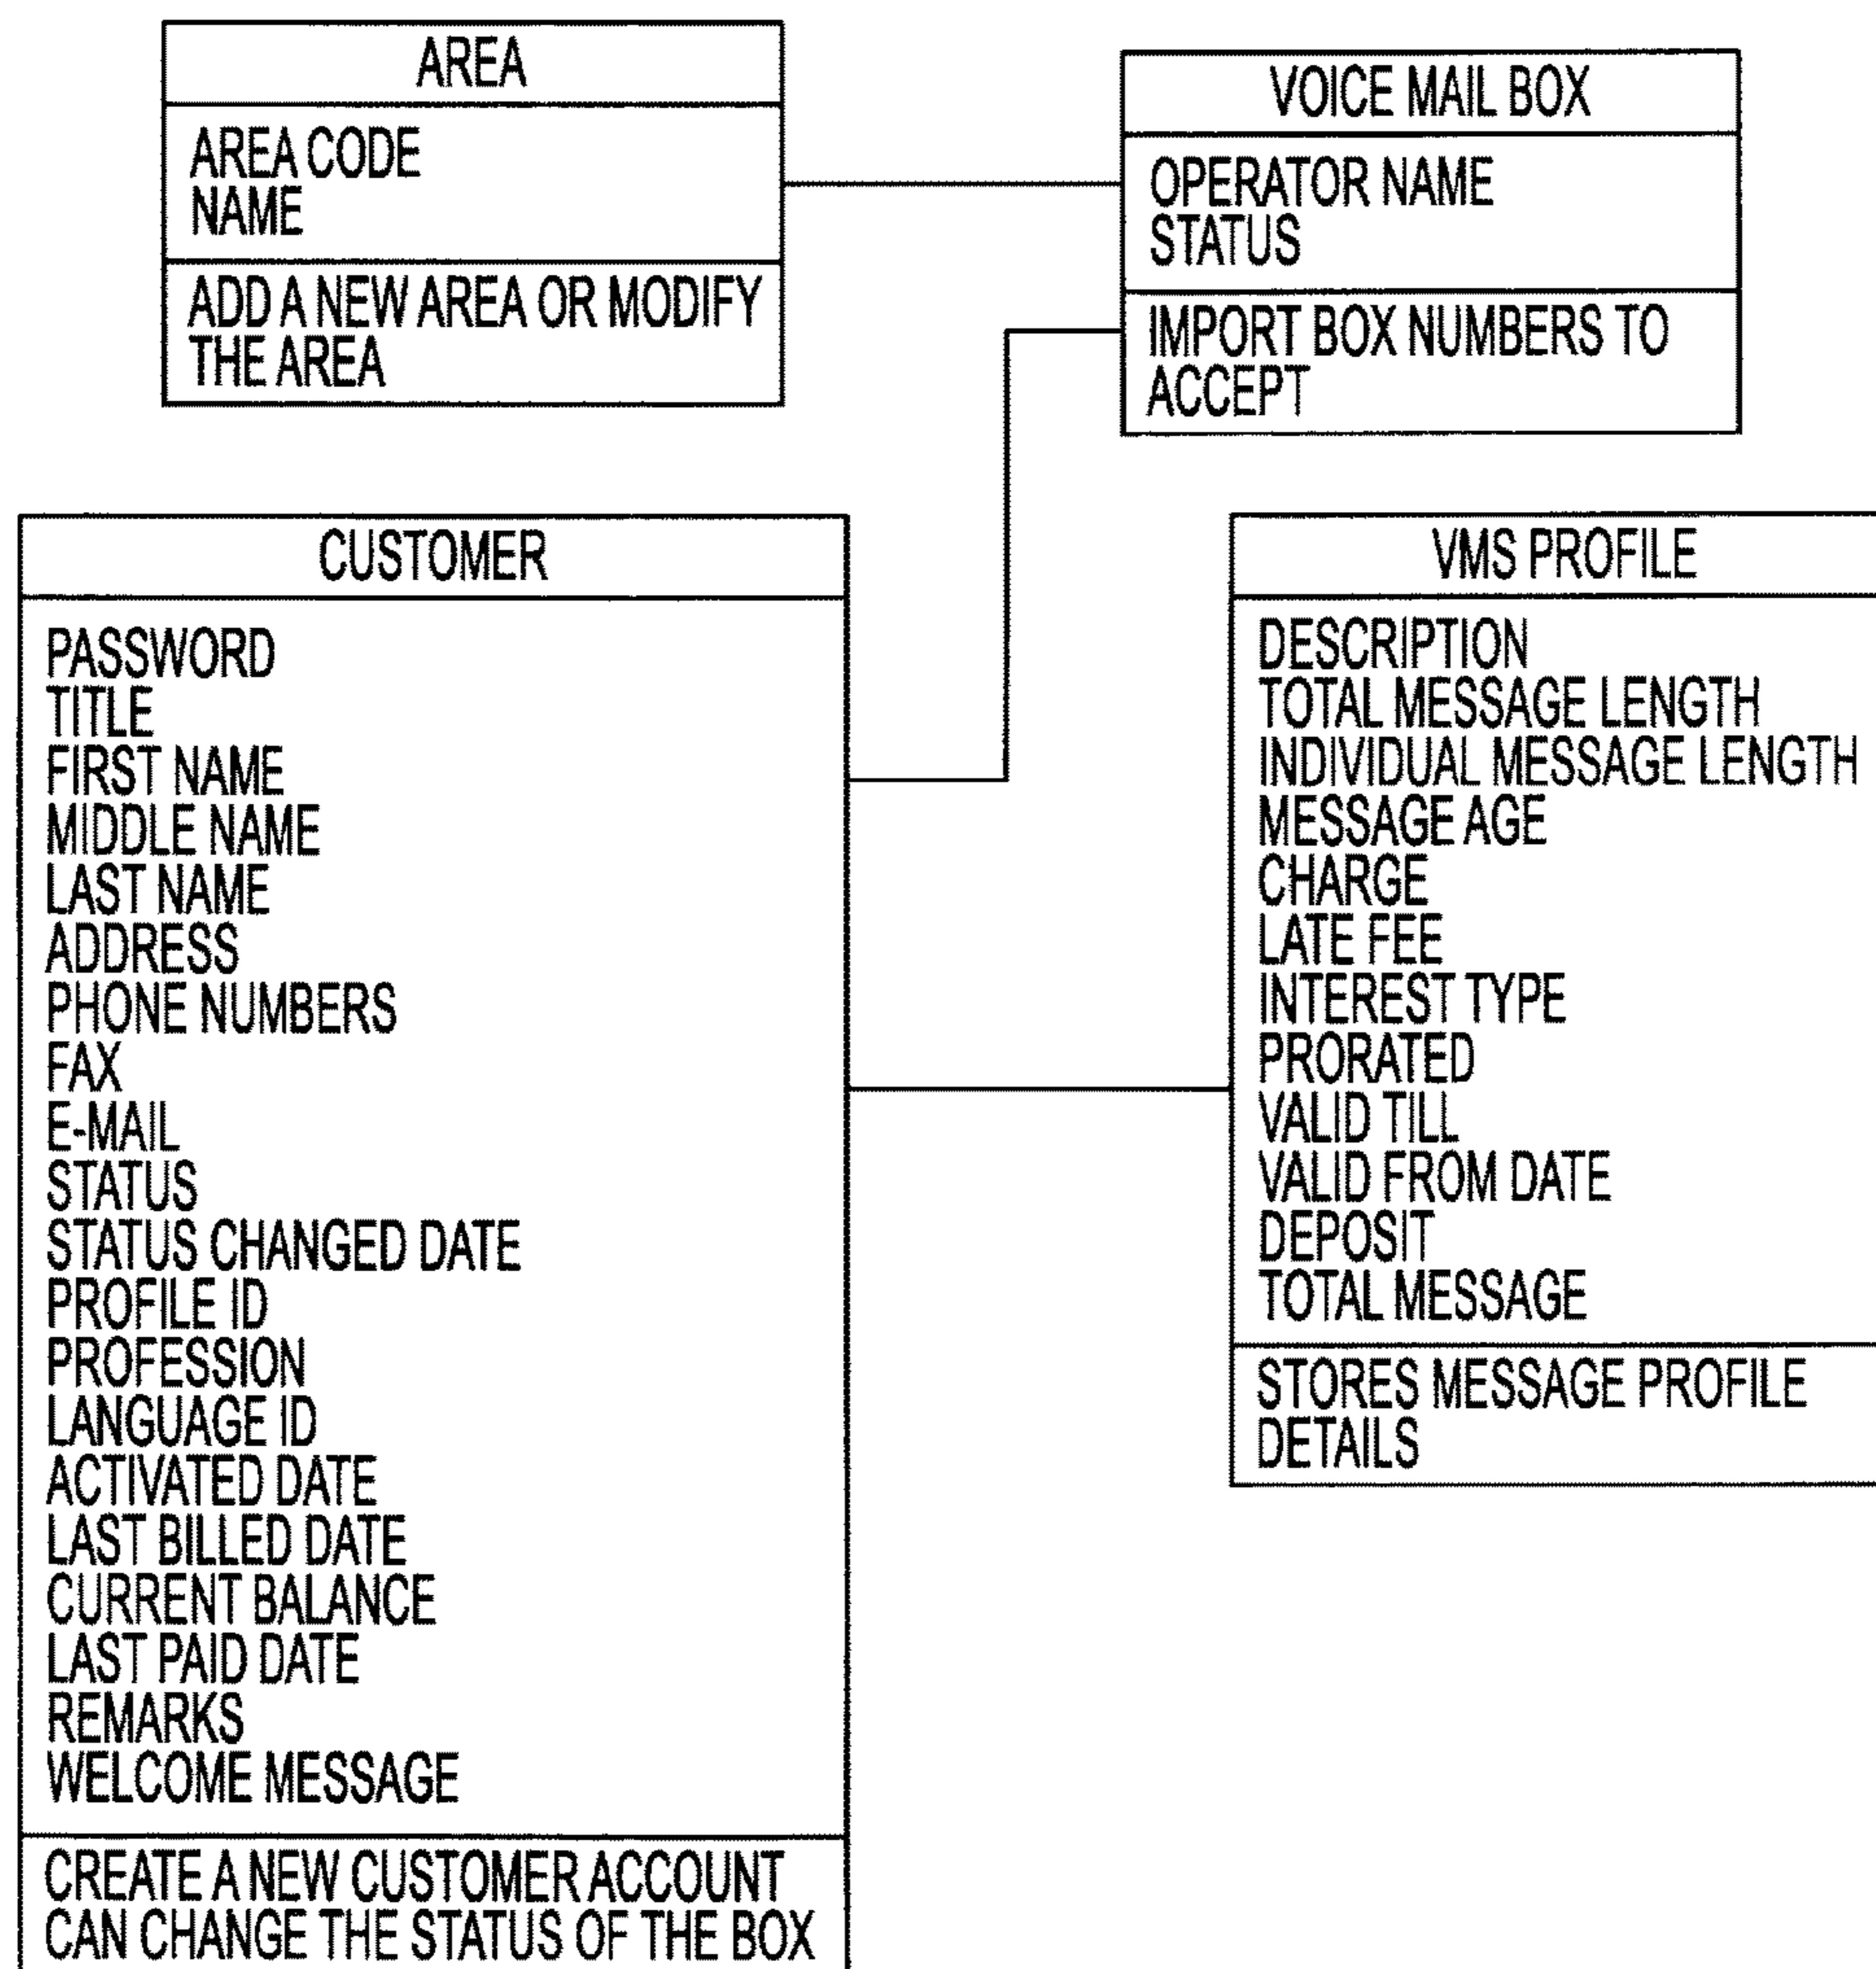 AREA
AREA CODE
NAME
ADD A NEW AREA OR MODIFY
THE AREA
VOICE MAIL BOX
OPERATOR NAME
STATUS
IMPORT BOX NUMBERS TO
ACCEPT
CUSTOMER
PASSWORD
TITLE
FIRST NAME
MIDDLE NAME
LAST NAME
ADDRESS
PHONE NUMBERS
FAX
E-MAIL
STATUS
STATUS CHANGED DATE
PROFILE ID
PROFESSION
LANGUAGE ID
ACTIVATED DATE
LAST BILLED DATE
CURRENT BALANCE
LAST PAID DATE
REMARKS
WELCOME MESSAGE
CREATE A NEW CUSTOMER ACCOUNT
CAN CHANGE THE STATUS OF THE BOX
VMS PROFILE
DESCRIPTION
TOTAL MESSAGE LENGTH
INDIVIDUAL MESSAGE LENGTH
MESSAGE AGE
CHARGE
LATE FEE
INTEREST TYPE
PRORATED
VALID TILL
VALID FROM DATE
DEPOSIT
TOTAL MESSAGE
STORES MESSAGE PROFILE
DETAILS